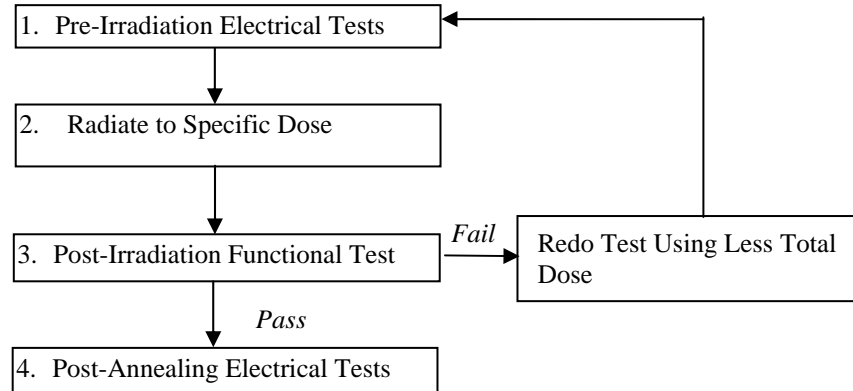 1. Pre-Irradiation Electrical Tests
2. Radiate to Specific Dose
3. Post-Irradiation Functional Test
Fail
Redo Test Using Less Total
Dose
Pass
4. Post-Annealing Electrical Tests